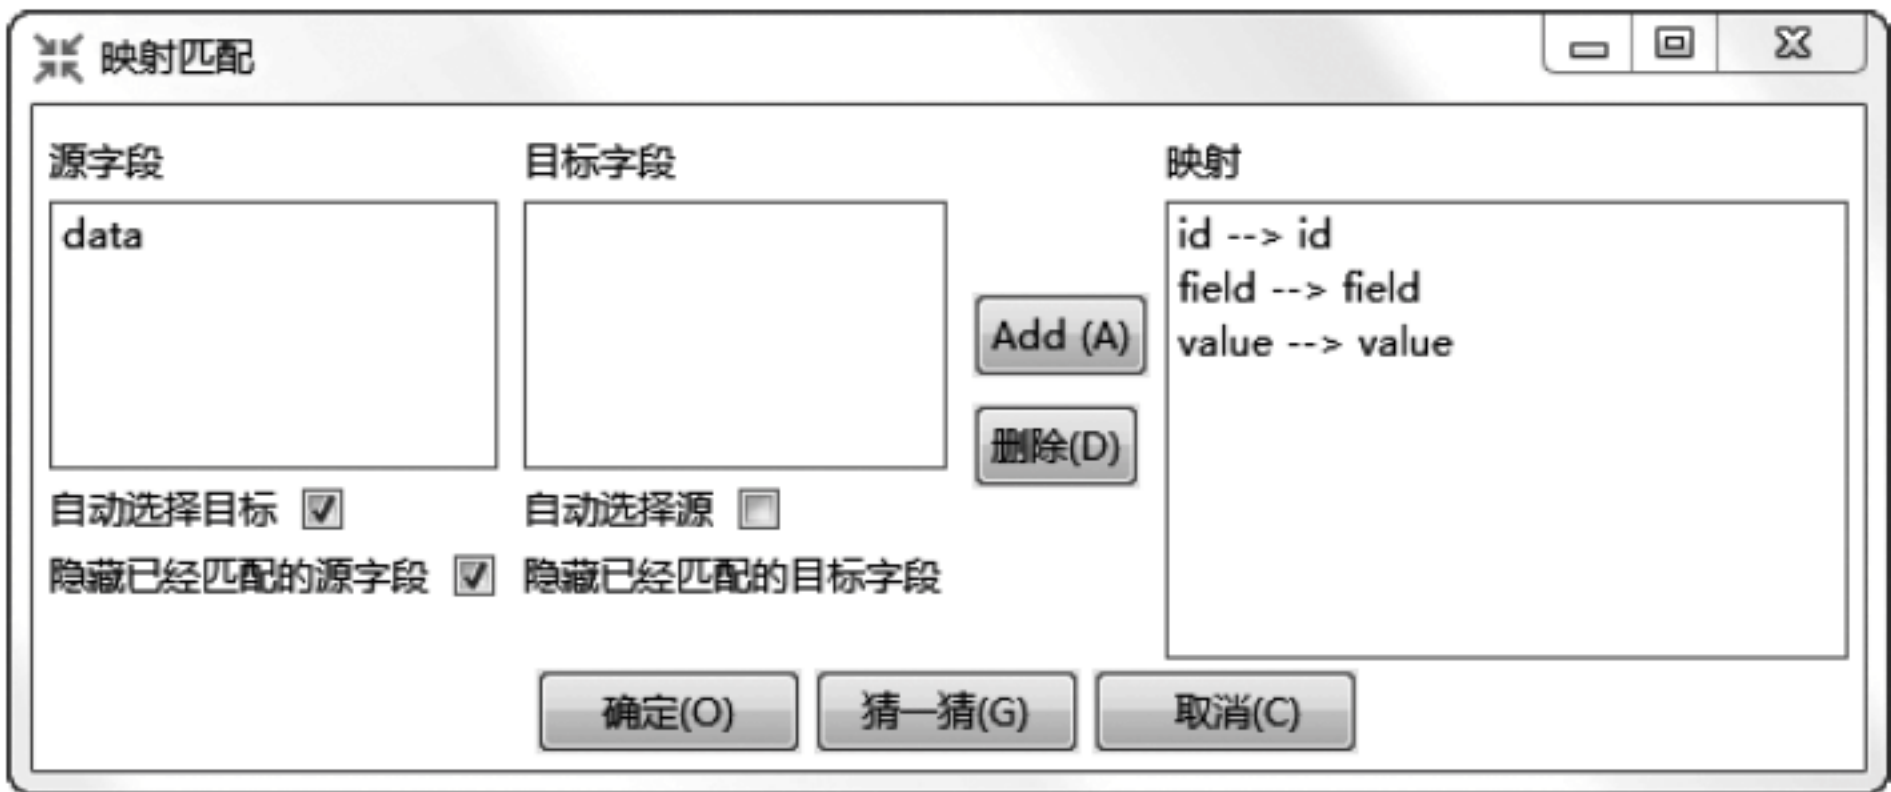 映射匹配
源字段
目标字段
映射
data
id --> id
field --> field
value --> value
Add (A)
删除(D)
自动选择目标
自动选择源
隐藏已经匹配的源字段
隐藏已经匹配的目标字段
确定(O)
猜一猜(G)
取消(C)